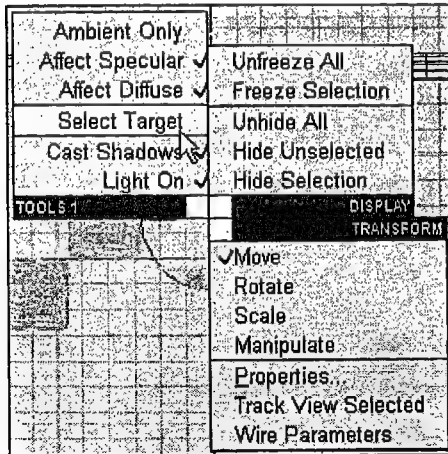 Ambient Only
Affect Specular ✓
Affect Diffuse ✓
Select Target
Cast Shadows ✓
Light On ✓
TOOLS 1
Unfreeze All
Freeze Selection
Unhide All
Hide Unselected
Hide Selection
DISPLAY
TRANSFORM
✓Move
Rotate
Scale
Manipulate
Properties...
Track View Selected
Wire Parameters